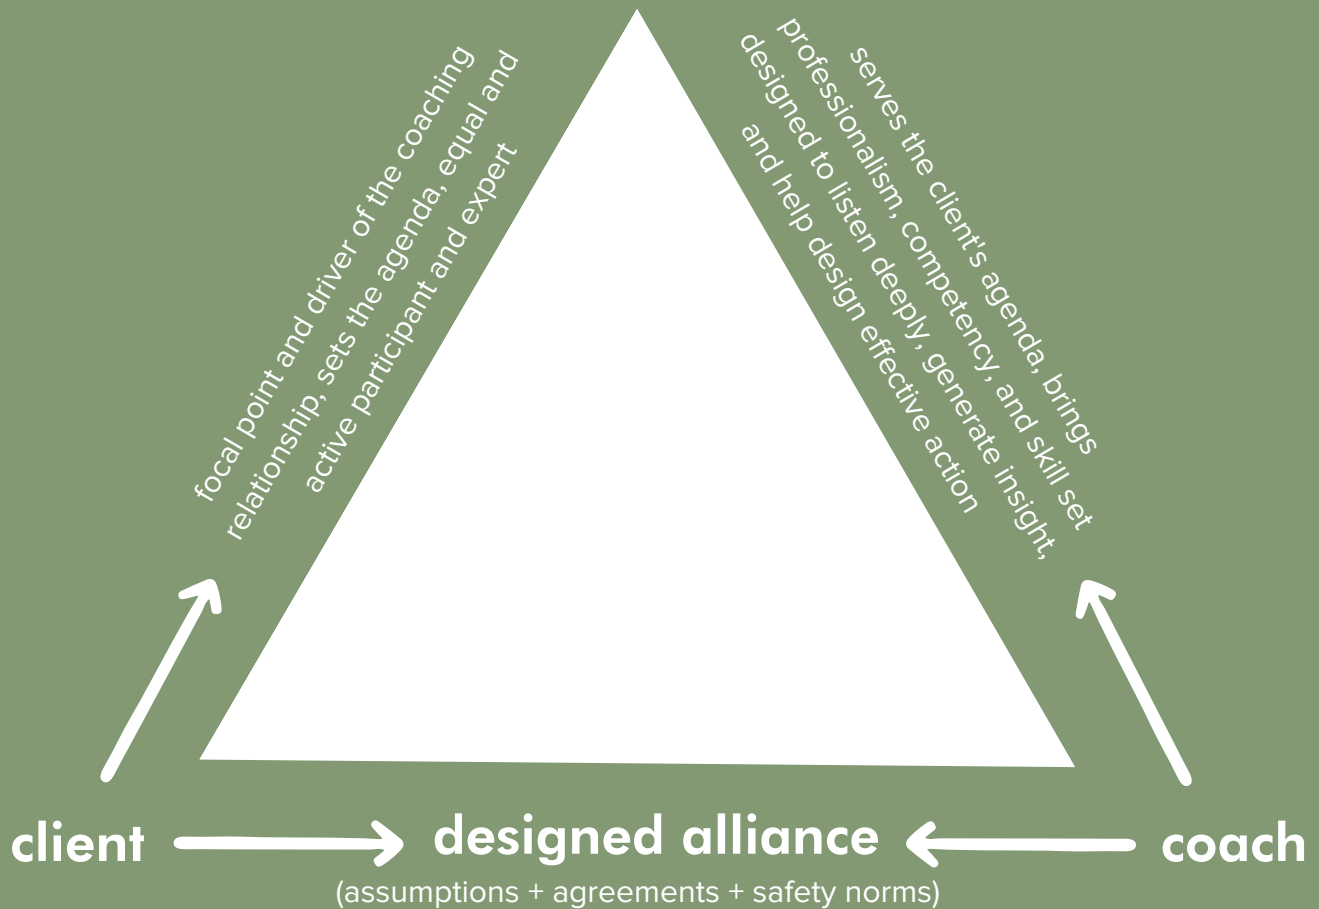 focal point and driver of the coaching
relationship, sets the agenda, equal and
active participant and expert
serves the client's agenda, brings
professionalism, competency, and skill set
designed to listen deeply, generate insight,
and help design effective action
client
designed alliance
coach
(assumptions + agreements + safety norms)